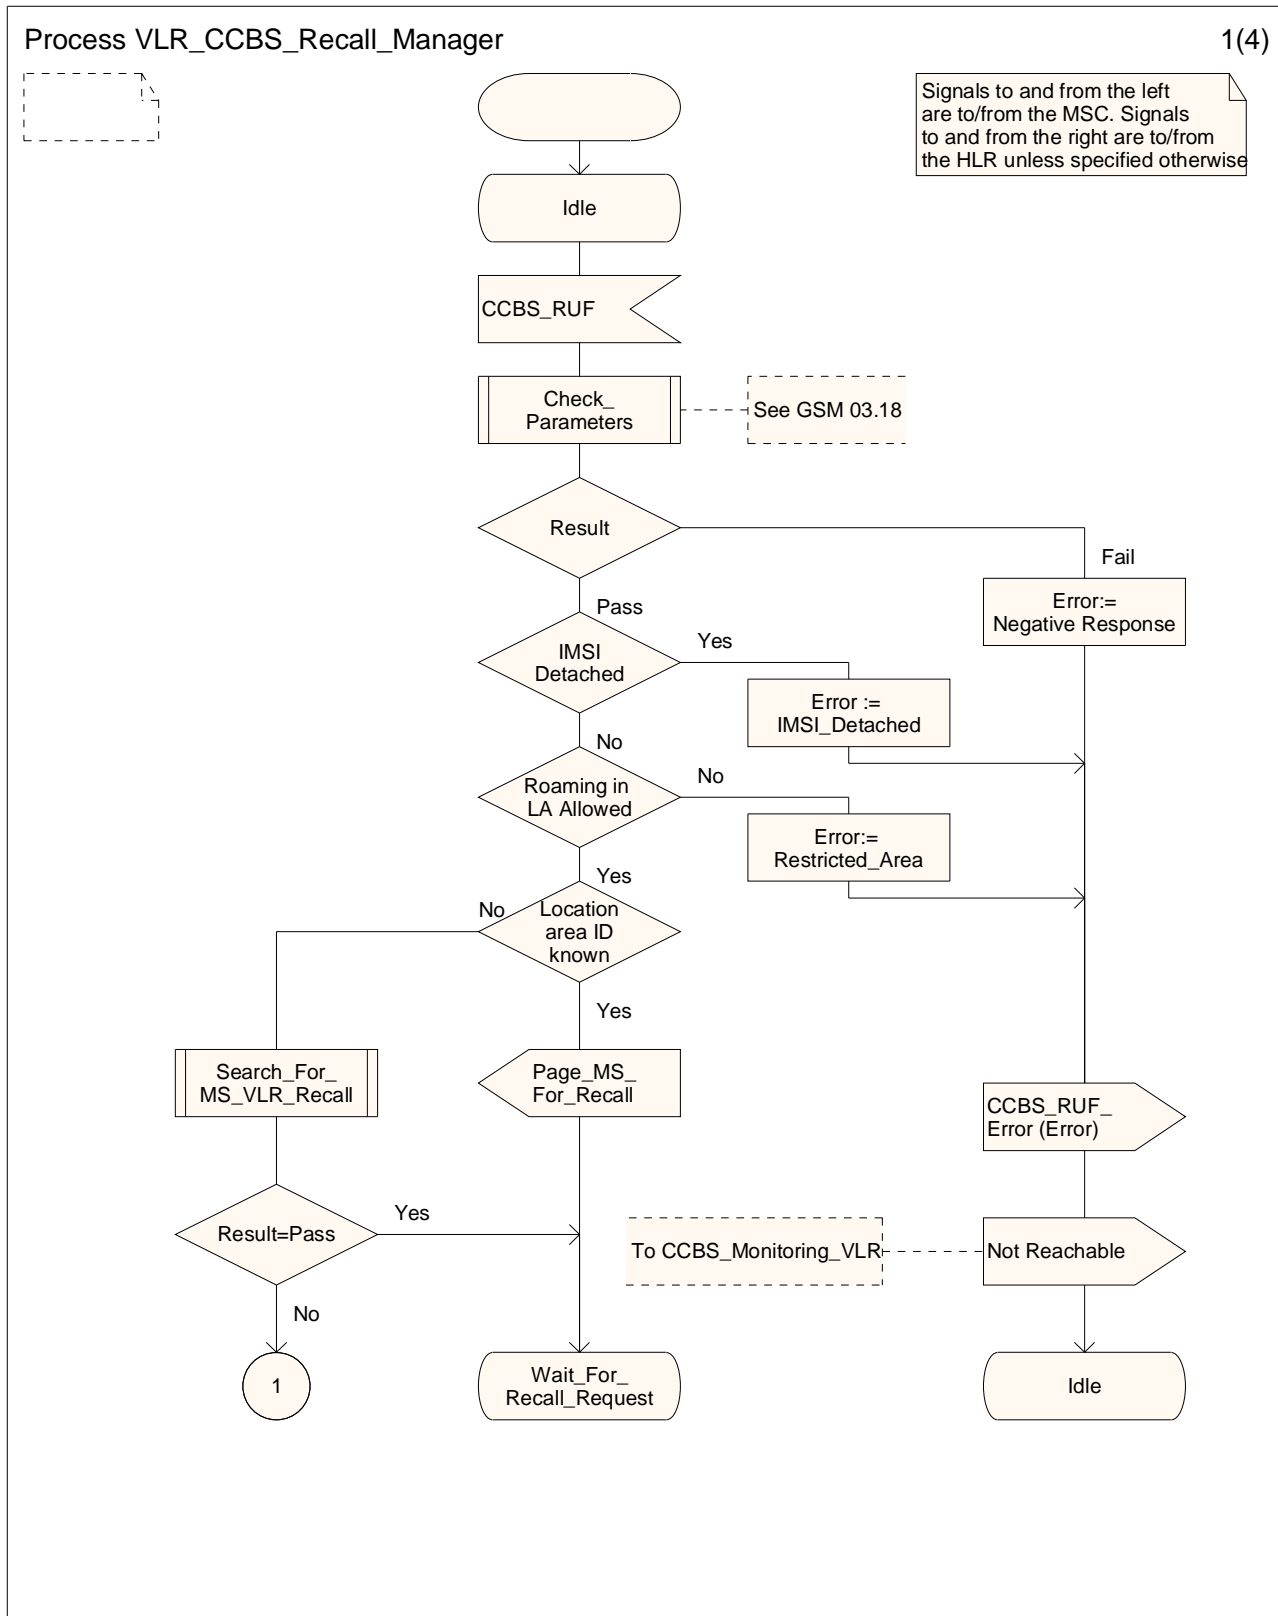 Process VLR_CCBS_Recall_Manager
1(4)
Signals to and from the left
are to/from the MSC. Signals
to and from the right are to/from
the HLR unless specified otherwise
Idle
CCBS_RUF
Check_
Parameters
See GSM 03.18
Result
Fail
Pass
Error:=
Negative Response
IMSI
Detached
Yes
Error :=
IMSI_Detached
No
Roaming in
LA Allowed
No
Error:=
Restricted_Area
Yes
No
Location
area ID
known
Yes
Search_For_
MS_VLR_Recall
Page_MS_
For_Recall
CCBS_RUF_
Error (Error)
Result=Pass
Yes
To CCBS_Monitoring_VLR
Not Reachable
No
1
Wait_For_
Recall_Request
Idle